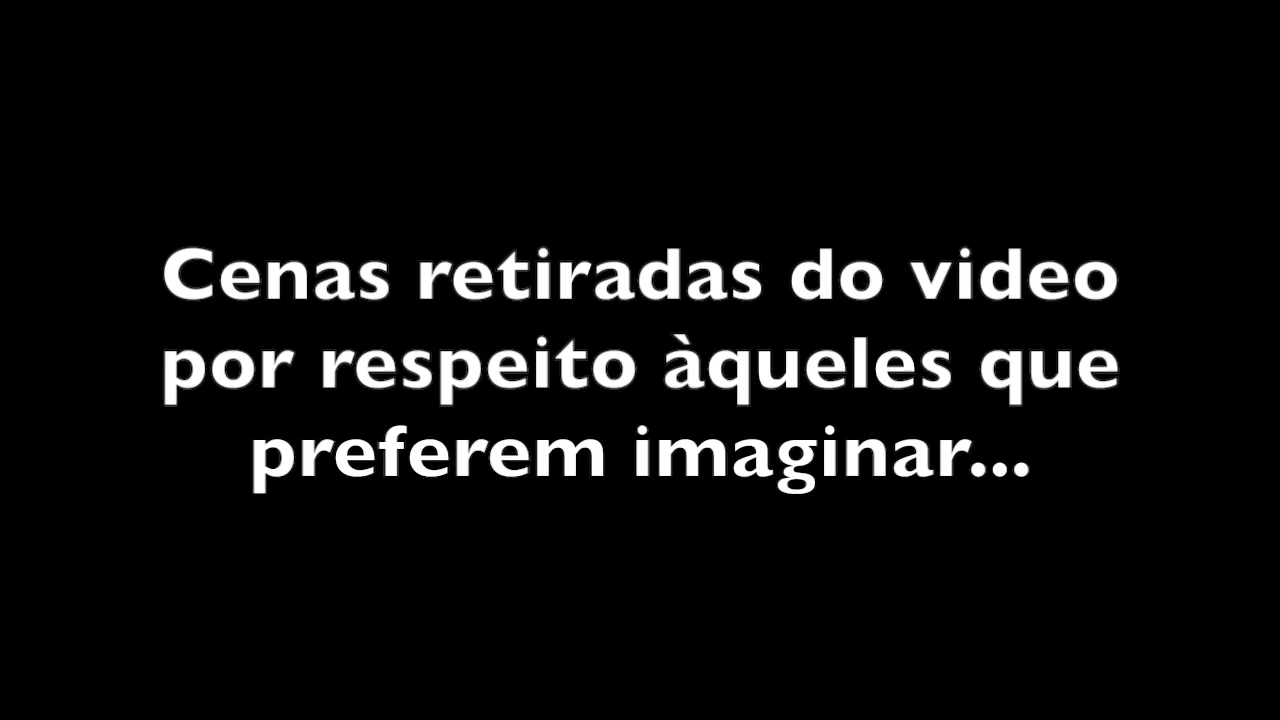 Cenas retiradas do video
por respeito àqueles que
preferem imaginar...